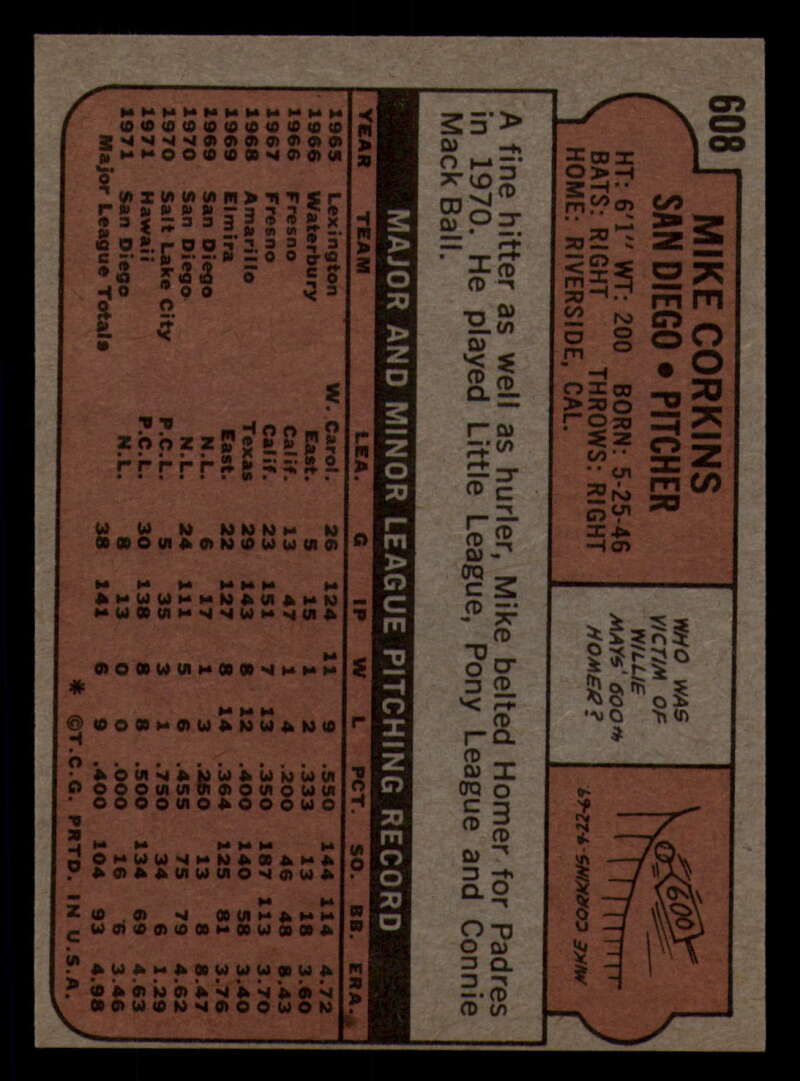 608
MIKE CORKINS
SAN DIEGO • PITCHER
HT: 6'1" WT: 200 BORN: 5-25-46
BATS: RIGHT THROWS: RIGHT
HOME: RIVERSIDE, CAL.
WHO WAS
VICTIM OF
WILLIE
MAYS' 600th
HOMER?
600
MIKE CORKINS-9-22-69
A fine hitter as well as hurler, Mike belted Homer for Padres
in 1970. He played Little League, Pony League and Connie
Mack Ball.
MAJOR AND MINOR LEAGUE PITCHING RECORD
YEAR TEAM LEA. G IP W L PCT. SO. BB. ERA.
1965 Lexington W. Carol. 26 124 11 9 .550 144 114 4.72
1966 Waterbury East. 5 15 1 2 .333 13 18 3.60
1966 Fresno Calif. 13 47 1 4 .200 46 48 8.43
1967 Fresno Calif. 23 151 7 13 .350 187 113 3.70
1968 Amarillo Texas 29 143 8 12 .400 140 58 3.40
1969 Elmira East. 22 127 8 14 .364 125 81 3.76
1969 San Diego N.L. 6 17 1 3 .250 13 8 8.47
1970 San Diego N.L. 24 111 5 6 .455 75 79 4.62
1970 Salt Lake City P.C.L. 5 35 3 1 .750 34 6 1.29
1971 Hawaii P.C.L. 30 138 8 8 .500 134 69 4.63
1971 San Diego N.L. 8 13 0 0 .000 16 6 3.46
Major League Totals 38 141 6 9 .400 104 93 4.98
* ©T.C.G. PRTD. IN U.S.A.